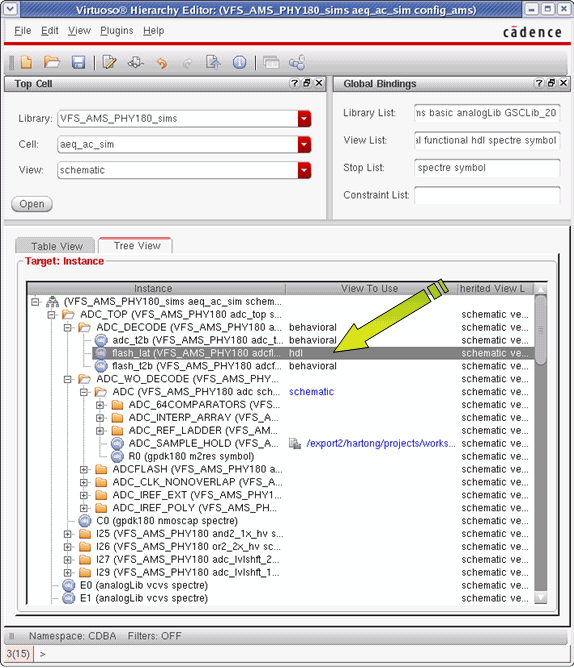 Virtuoso® Hierarchy Editor: (VFS_AMS_PHY180_sims aeq_ac_sim config_ams)
File Edit View Plugins Help cādence
Top Cell
Library: VFS_AMS_PHY180_sims
Cell: aeq_ac_sim
View: schematic
Open
Global Bindings
Library List: ms basic analogLib GSCLib_20
View List: al functional hdl spectre symbol
Stop List: spectre symbol
Constraint List:
Table View Tree View
Target: Instance
Instance View To Use herited View L
(VFS_AMS_PHY180_sims aeq_ac_sim schem... schematic ve...
ADC_TOP (VFS_AMS_PHY180 adc_top s... schematic ve...
ADC_DECODE (VFS_AMS_PHY180 a... behavioral schematic ve...
adc_t2b (VFS_AMS_PHY180 adc_t... behavioral schematic ve...
flash_lat (VFS_AMS_PHY180 adcfl... hdl schematic ve...
flash_t2b (VFS_AMS_PHY180 adcf... behavioral schematic ve...
ADC_WO_DECODE (VFS_AMS_PHY... schematic ve...
ADC (VFS_AMS_PHY180 adc sch... schematic schematic ve...
ADC_64COMPARATORS (VFS... schematic ve...
ADC_INTERP_ARRAY (VFS_A... schematic ve...
ADC_REF_LADDER (VFS_AM... schematic ve...
ADC_SAMPLE_HOLD (VFS_A... /export2/hartong/projects/works... schematic ve...
R0 (gpdk180 m2res symbol) schematic ve...
ADCFLASH (VFS_AMS_PHY180 a... schematic ve...
ADC_CLK_NONOVERLAP (VFS_A... schematic ve...
ADC_IREF_EXT (VFS_AMS_PHY1... schematic ve...
ADC_IREF_POLY (VFS_AMS_PH... schematic ve...
C0 (gpdk180 nmoscap spectre) schematic ve...
I25 (VFS_AMS_PHY180 and2_1x_hv s... schematic ve...
I26 (VFS_AMS_PHY180 or2_2x_hv sc... schematic ve...
I27 (VFS_AMS_PHY180 adc_lvlshft_2... schematic ve...
I29 (VFS_AMS_PHY180 adc_lvlshft_1... schematic ve...
E0 (analogLib vcvs spectre) schematic ve...
E1 (analogLib vcvs spectre) schematic ve...
Namespace: CDBA Filters: OFF
3(15) >